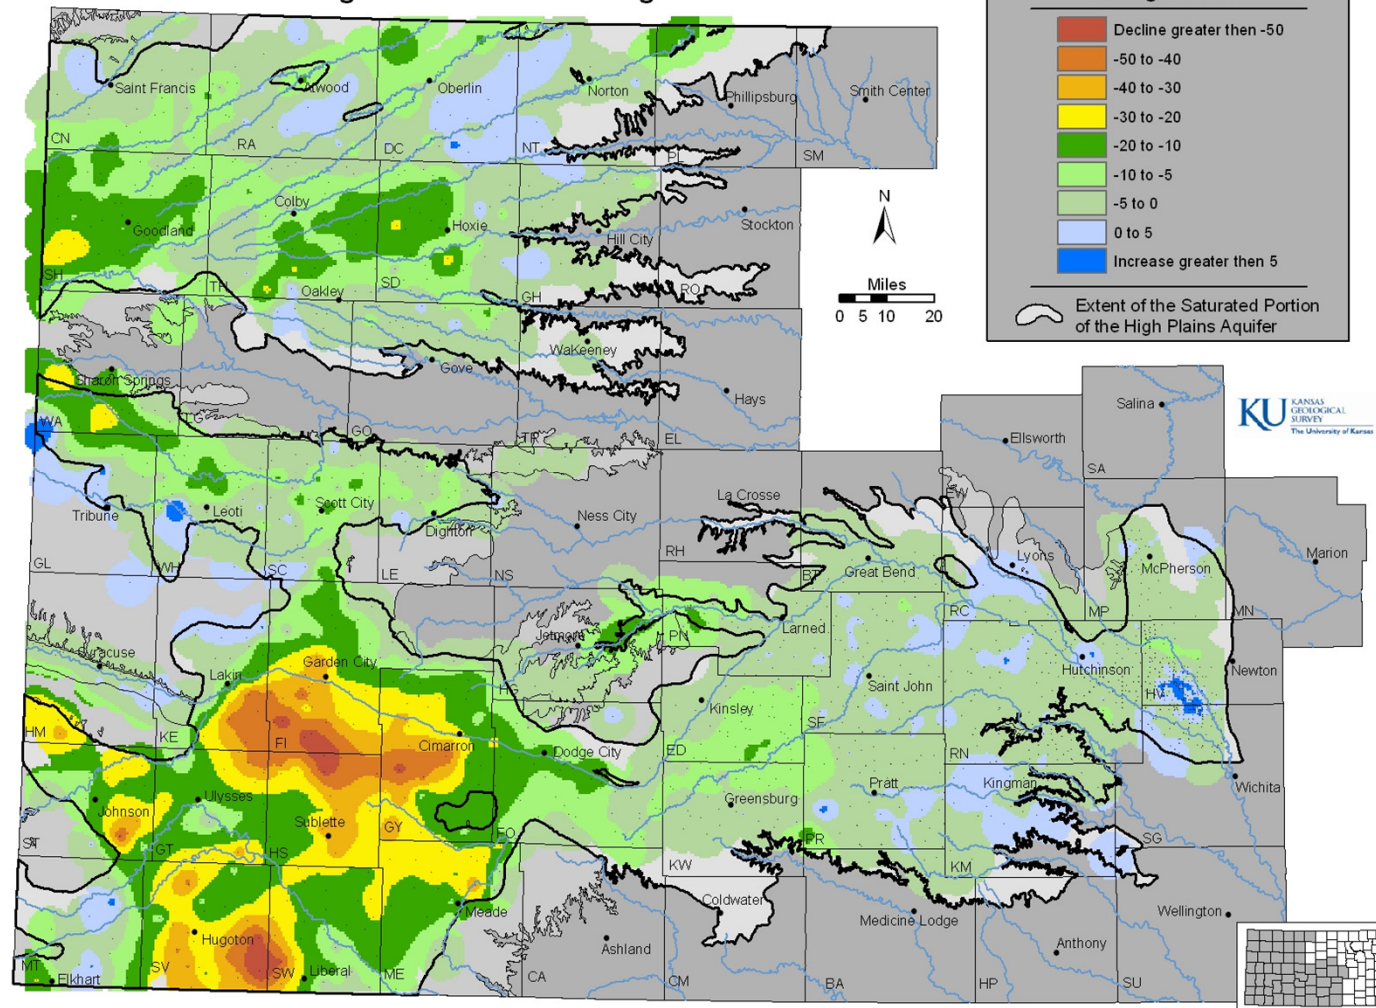 Decline greater then -50
-50 to -40
-40 to -30
-30 to -20
-20 to -10
-10 to -5
-5 to 0
0 to 5
Increase greater then 5
Extent of the Saturated Portion
of the High Plains Aquifer
N
Miles
0 5 10 20
KU KANSAS
GEOLOGICAL
SURVEY
The University of Kansas
Saint Francis
Atwood
Oberlin
Norton
Phillipsburg
Smith Center
CN
RA
DC
NT
PL
SM
Colby
Goodland
Hoxie
Hill City
Stockton
SH
TH
Oakley
SD
GH
RO
WaKeeney
Gove
Sharon Springs
Hays
Salina
WA
LG
GO
TR
EL
Ellsworth
SA
EW
La Crosse
Scott City
Leoti
Tribune
Dighton
Ness City
RH
Lyons
McPherson
Marion
Great Bend
GL
WH
SC
LE
NS
BT
RC
MP
MN
Larned
Jetmore
PN
Syracuse
Garden City
Lakin
Hutchinson
Newton
HV
HG
Saint John
Kinsley
SF
HM
KE
FI
Cimarron
Dodge City
ED
RN
Ulysses
Johnson
Pratt
Kingman
Wichita
Greensburg
Sublette
GY
ST
GT
HS
FO
PR
SG
KW
KM
Coldwater
Meade
Medicine Lodge
Wellington
Hugoton
Ashland
Anthony
MT
Elkhart
SV
SW
Liberal
ME
CA
CM
BA
HP
SU